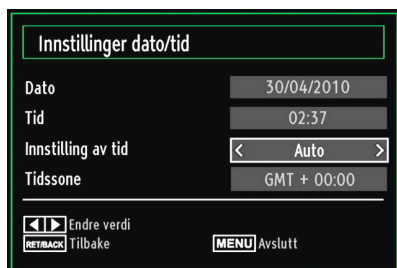 Innstillinger dato/tid
Dato 30/04/2010
Tid 02:37
Innstilling av tid < Auto >
Tidssone GMT + 00:00
Endre verdi
RET/BACK Tilbake MENU Avslutt